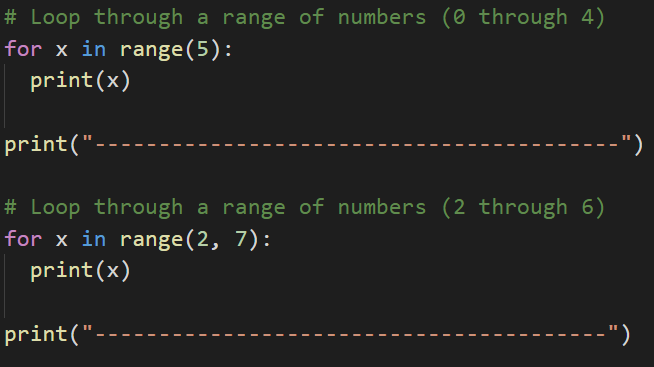 # Loop through a range of numbers (0 through 4)
for x in range(5):
  print(x)
print("-----------------------------------------")
# Loop through a range of numbers (2 through 6)
for x in range(2, 7):
  print(x)
print("----------------------------------------")